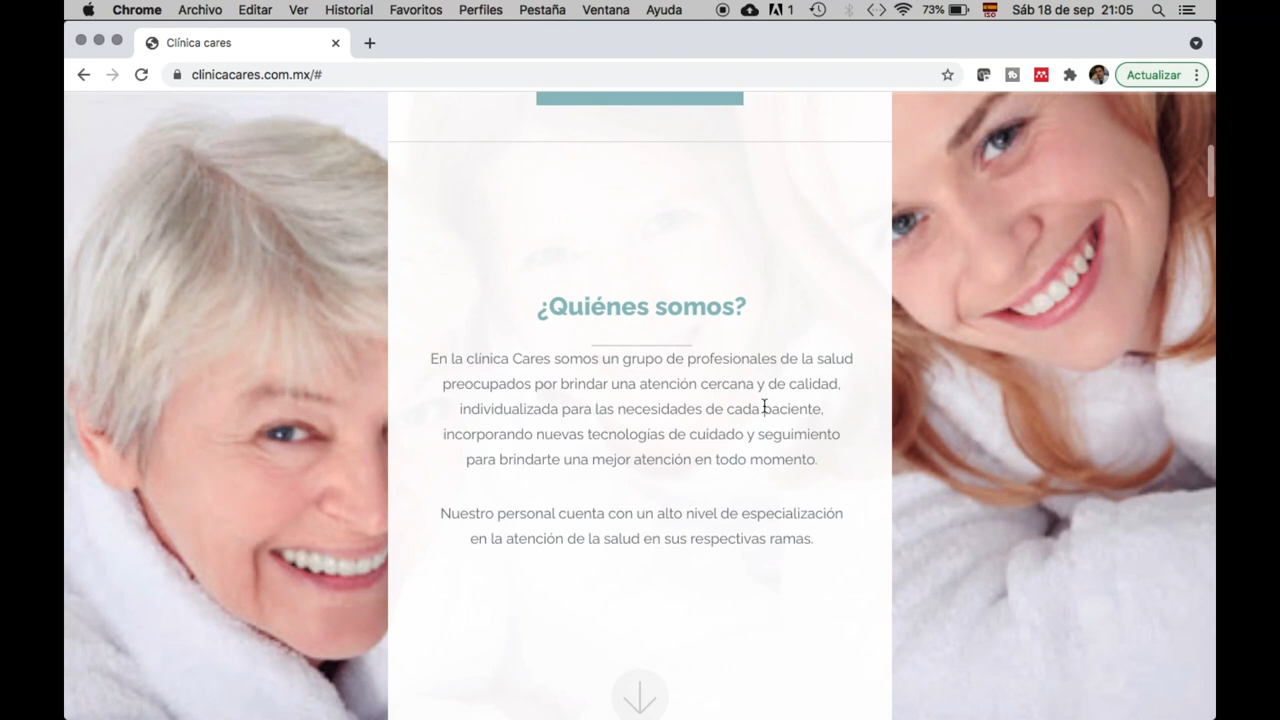 Chrome Archivo Editar Ver Historial Favoritos Perfiles Pestaña Ventana Ayuda 1 73% ISO Sáb 18 de sep 21:05
Clínica cares
clinicacares.com.mx/# Actualizar
¿Quiénes somos?
En la clínica Cares somos un grupo de profesionales de la salud
preocupados por brindar una atención cercana y de calidad,
individualizada para las necesidades de cada paciente,
incorporando nuevas tecnologías de cuidado y seguimiento
para brindarte una mejor atención en todo momento.
Nuestro personal cuenta con un alto nivel de especialización
en la atención de la salud en sus respectivas ramas.